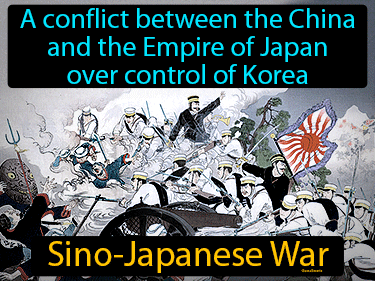 A conflict between the China
and the Empire of Japan
over control of Korea
Sino-Japanese War